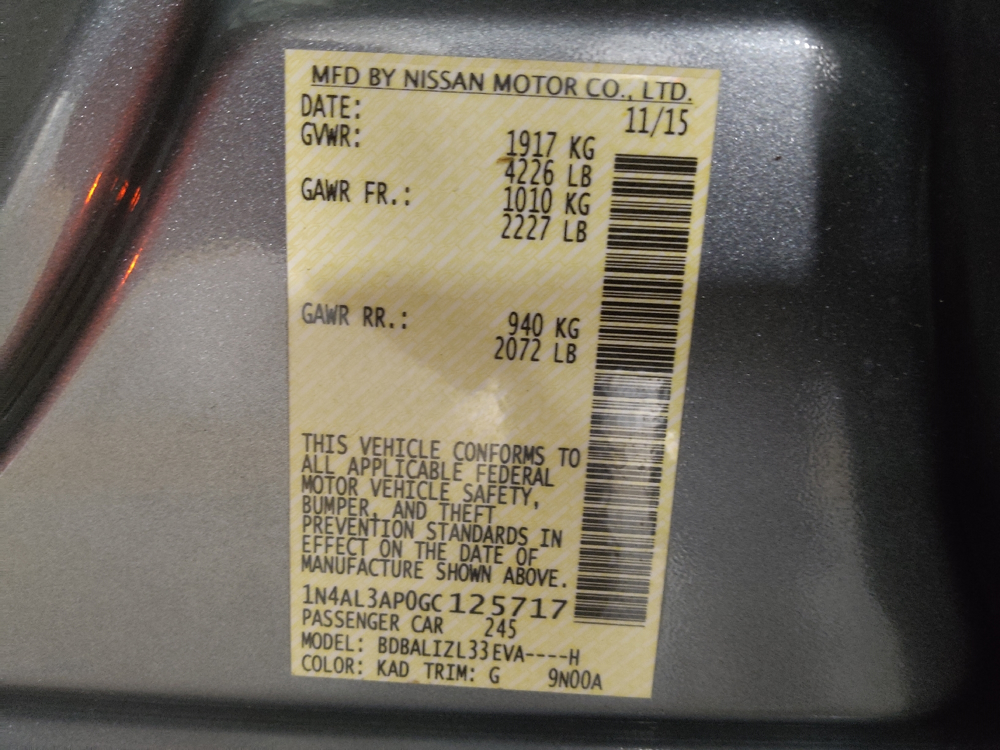 MFD BY NISSAN MOTOR CO., LTD.
DATE: 11/15
GVWR: 1917 KG
4226 LB
GAWR FR.: 1010 KG
2227 LB
GAWR RR.: 940 KG
2072 LB
THIS VEHICLE CONFORMS TO
ALL APPLICABLE FEDERAL
MOTOR VEHICLE SAFETY,
BUMPER, AND THEFT
PREVENTION STANDARDS IN
EFFECT ON THE DATE OF
MANUFACTURE SHOWN ABOVE.
1N4AL3AP0GC125717
PASSENGER CAR 245
MODEL: BDBALIZL33EVA----H
COLOR: KAD TRIM: G 9N00A